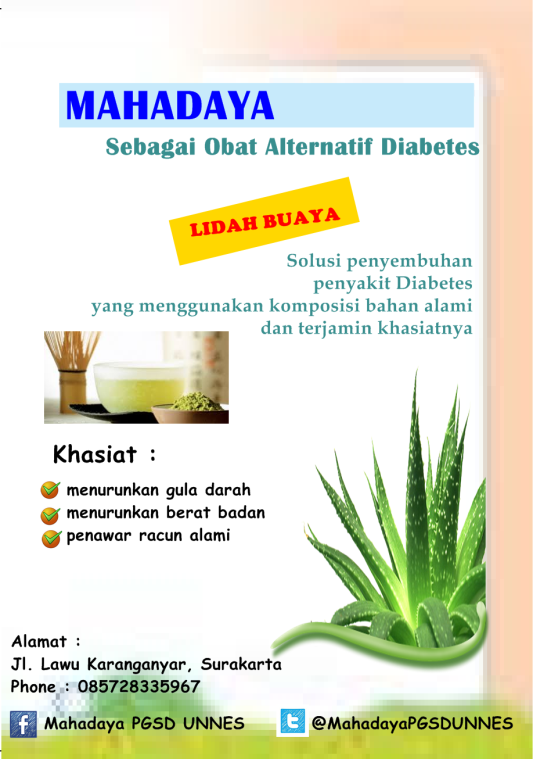 MAHADAYA
Sebagai Obat Alternatif Diabetes
LIDAH BUAYA
Solusi penyembuhan
penyakit Diabetes
yang menggunakan komposisi bahan alami
dan terjamin khasiatnya
Khasiat :
menurunkan gula darah
menurunkan berat badan
penawar racun alami
Alamat :
Jl. Lawu Karanganyar, Surakarta
Phone : 085728335967
Mahadaya PGSD UNNES
@MahadayaPGSDUNNES